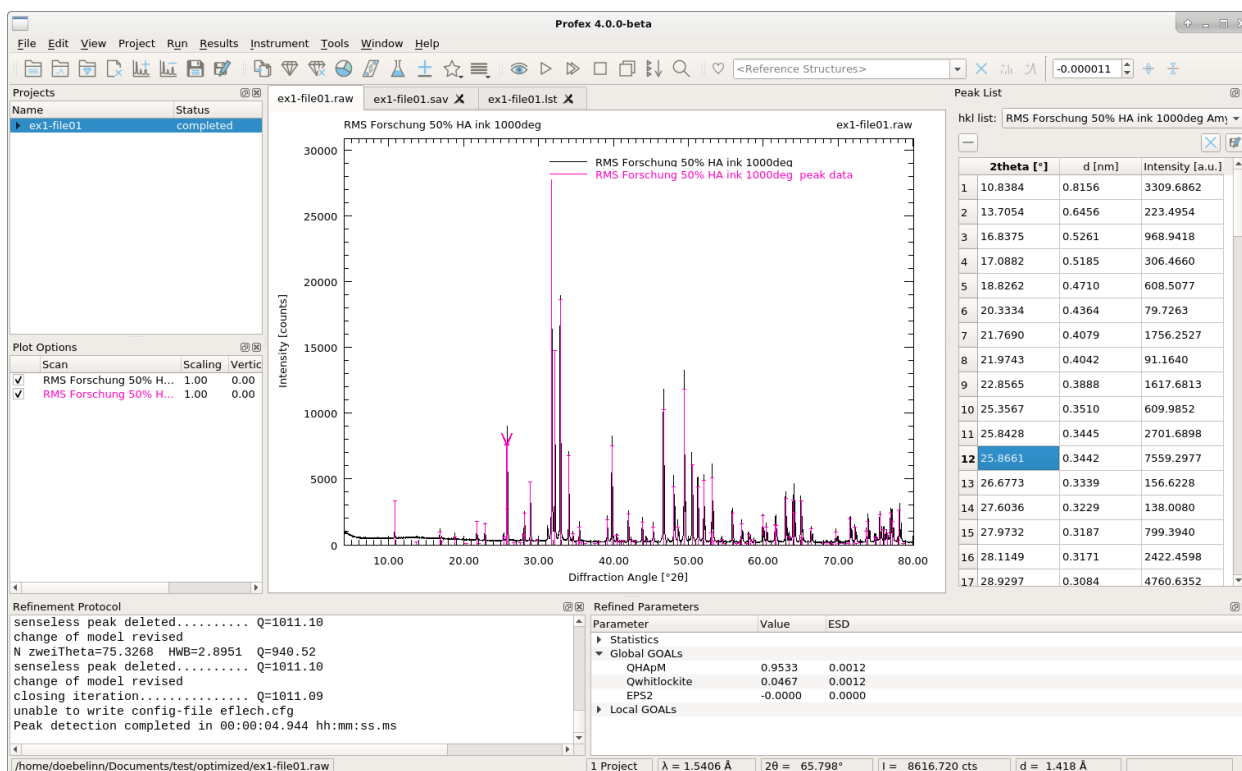 Profex 4.0.0-beta
File Edit View Project Run Results Instrument Tools Window Help
<Reference Structures>
-0.000011
Projects
Name Status
ex1-file01 completed
Plot Options
Scan Scaling Vertic
RMS Forschung 50% H... 1.00 0.00
RMS Forschung 50% H... 1.00 0.00
ex1-file01.raw ex1-file01.sav ex1-file01.lst
RMS Forschung 50% HA ink 1000deg ex1-file01.raw
RMS Forschung 50% HA ink 1000deg
RMS Forschung 50% HA ink 1000deg peak data
Intensity [counts]
30000
25000
20000
15000
10000
5000
0
10.00 20.00 30.00 40.00 50.00 60.00 70.00 80.00
Diffraction Angle [°2θ]
Peak List
hkl list: RMS Forschung 50% HA ink 1000deg Am
2theta [°] d [nm] Intensity [a.u.]
1 10.8384 0.8156 3309.6862
2 13.7054 0.6456 223.4954
3 16.8375 0.5261 968.9418
4 17.0882 0.5185 306.4660
5 18.8262 0.4710 608.5077
6 20.3334 0.4364 79.7263
7 21.7690 0.4079 1756.2527
8 21.9743 0.4042 91.1640
9 22.8565 0.3888 1617.6813
10 25.3567 0.3510 609.9852
11 25.8428 0.3445 2701.6898
12 25.8661 0.3442 7559.2977
13 26.6773 0.3339 156.6228
14 27.6036 0.3229 138.0080
15 27.9732 0.3187 799.3940
16 28.1149 0.3171 2422.4598
17 28.9297 0.3084 4760.6352
Refinement Protocol
senseless peak deleted.......... Q=1011.10
change of model revised
N zweiTheta=75.3268 HWB=2.8951 Q=940.52
senseless peak deleted.......... Q=1011.10
change of model revised
closing iteration............... Q=1011.09
unable to write config-file eflech.cfg
Peak detection completed in 00:00:04.944 hh:mm:ss.ms
Refined Parameters
Parameter Value ESD
Statistics
Global GOALs
QHApM 0.9533 0.0012
Qwhitlockite 0.0467 0.0012
EPS2 -0.0000 0.0000
Local GOALs
/home/doebelinn/Documents/test/optimized/ex1-file01.raw
1 Project λ = 1.5406 Å 2θ = 65.798° I = 8616.720 cts d = 1.418 Å